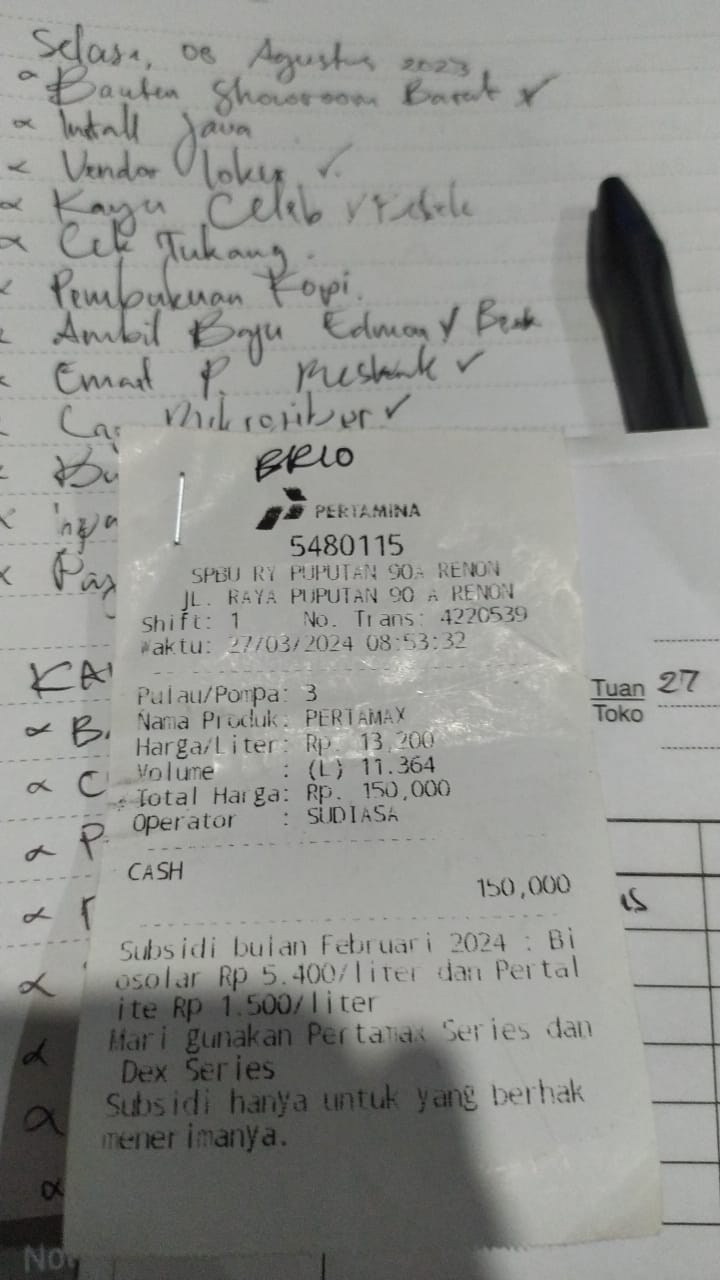 Selasa, 08 Agustus 2023
Banten Showroom Barat
Install Java
Vendor loker ✓
Kayu Celeb
Cek Tukang.
Pembukuan Kopi.
Ambil Baju Edmon
Email P. ✓
✓
BRIO
PERTAMINA
5480115
SPBU RY PUPUTAN 90A RENON
JL. RAYA PUPUTAN 90 A RENON
Shift: 1 No. Trans: 4220539
Waktu: 27/03/2024 08:53:32
Pulau/Pompa: 3
Nama Produk: PERTAMAX
Harga/Liter: Rp. 13,200
Volume : (L) 11.364
Total Harga: Rp. 150,000
Operator : SUDIASA
CASH
150,000
Subsidi bulan Februari 2024 : Bi
osolar Rp 5.400/liter dan Pertal
ite Rp 1.500/liter
Mari gunakan Pertamax Series dan
Dex Series
Subsidi hanya untuk yang berhak
menerimanya.
Tuan 27
Toko